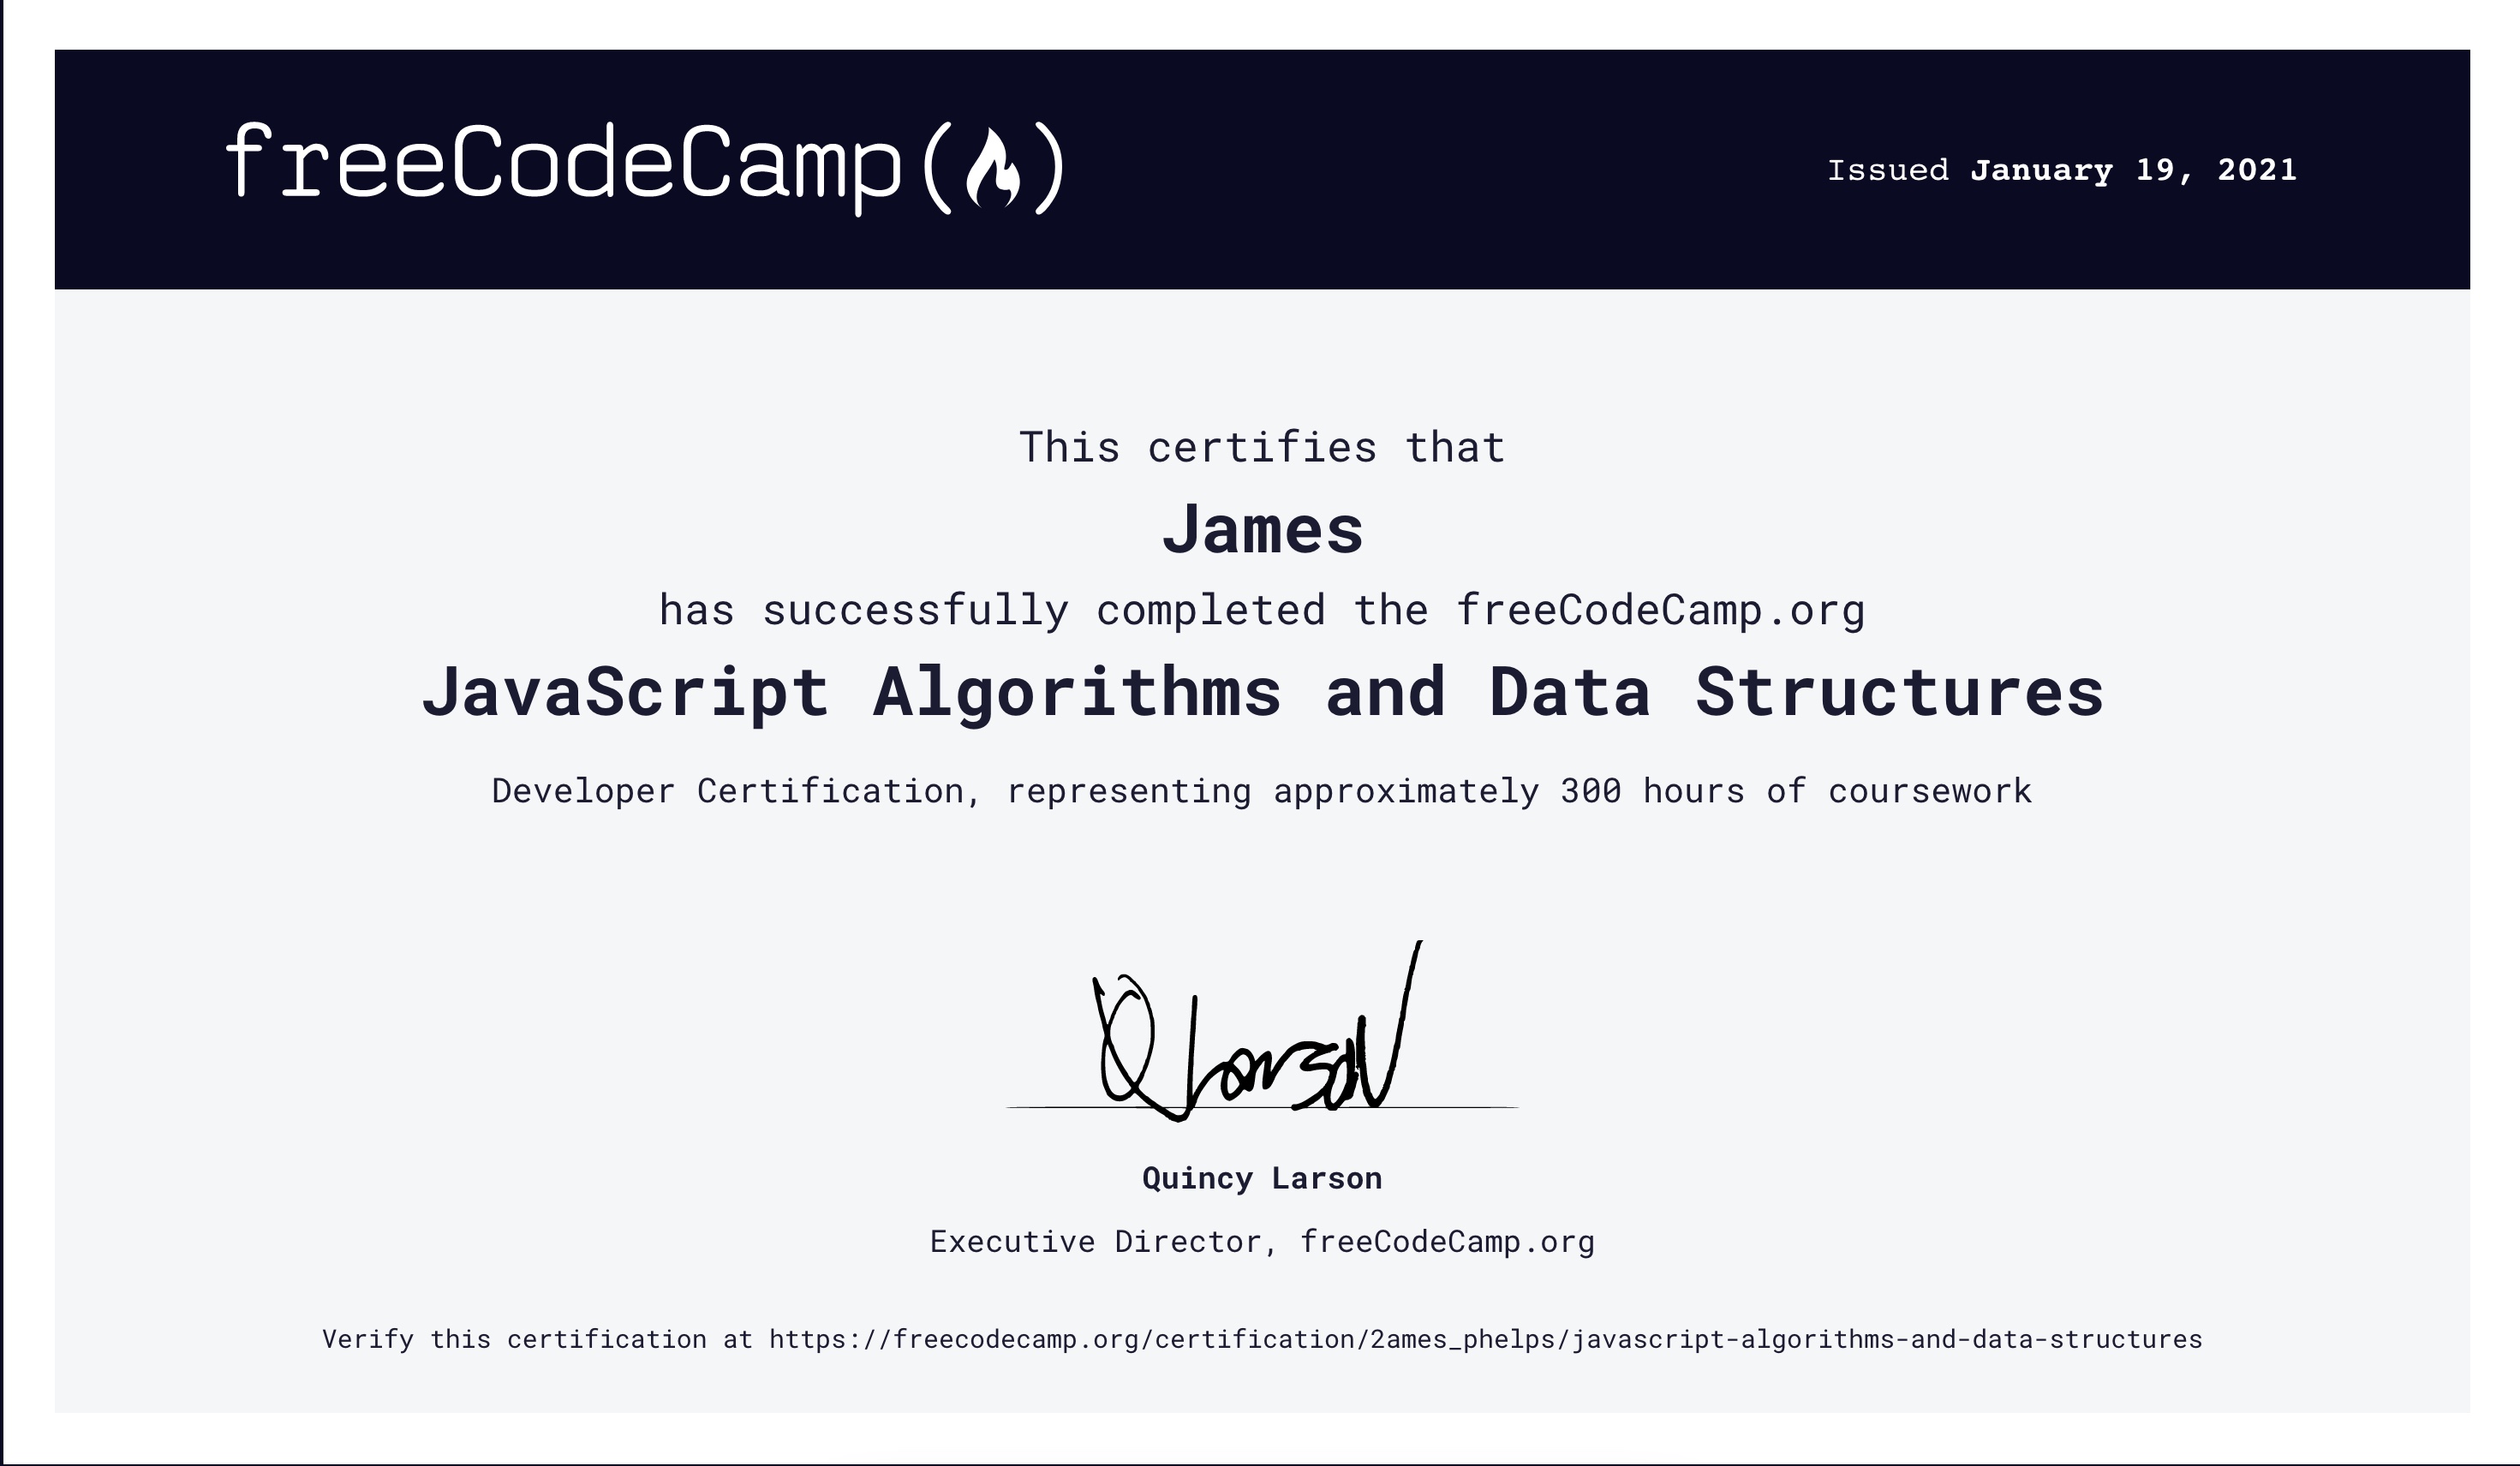 freeCodeCamp()
Issued January 19, 2021
This certifies that
James
has successfully completed the freeCodeCamp.org
JavaScript Algorithms and Data Structures
Developer Certification, representing approximately 300 hours of coursework
Q Larson
Quincy Larson
Executive Director, freeCodeCamp.org
Verify this certification at https://freecodecamp.org/certification/2ames_phelps/javascript-algorithms-and-data-structures